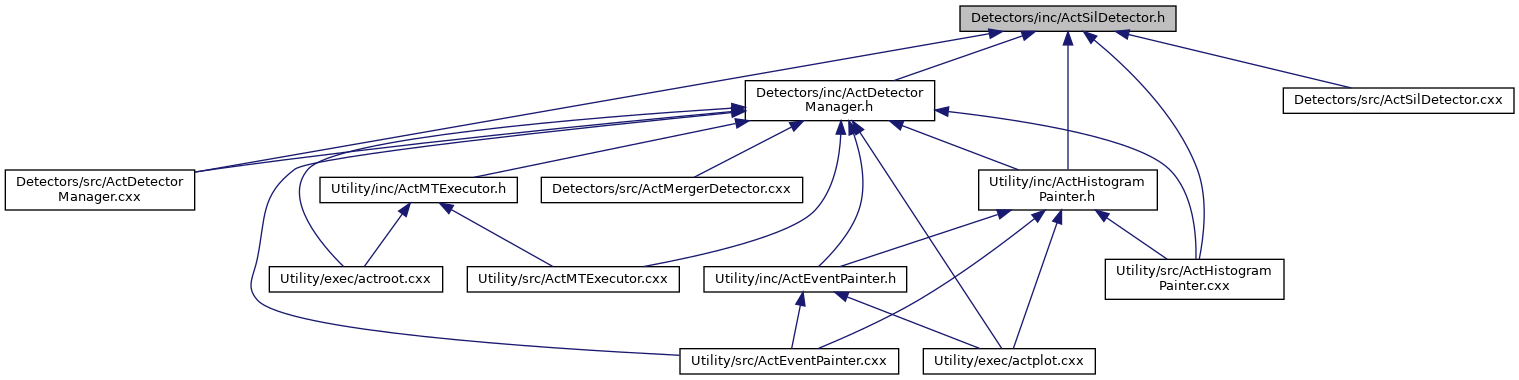 Detectors/inc/ActSilDetector.h
Detectors/inc/ActDetector
Manager.h
Detectors/src/ActSilDetector.cxx
Detectors/src/ActDetector
Manager.cxx
Utility/inc/ActMTExecutor.h
Detectors/src/ActMergerDetector.cxx
Utility/inc/ActHistogram
Painter.h
Utility/exec/actroot.cxx
Utility/src/ActMTExecutor.cxx
Utility/inc/ActEventPainter.h
Utility/src/ActHistogram
Painter.cxx
Utility/src/ActEventPainter.cxx
Utility/exec/actplot.cxx